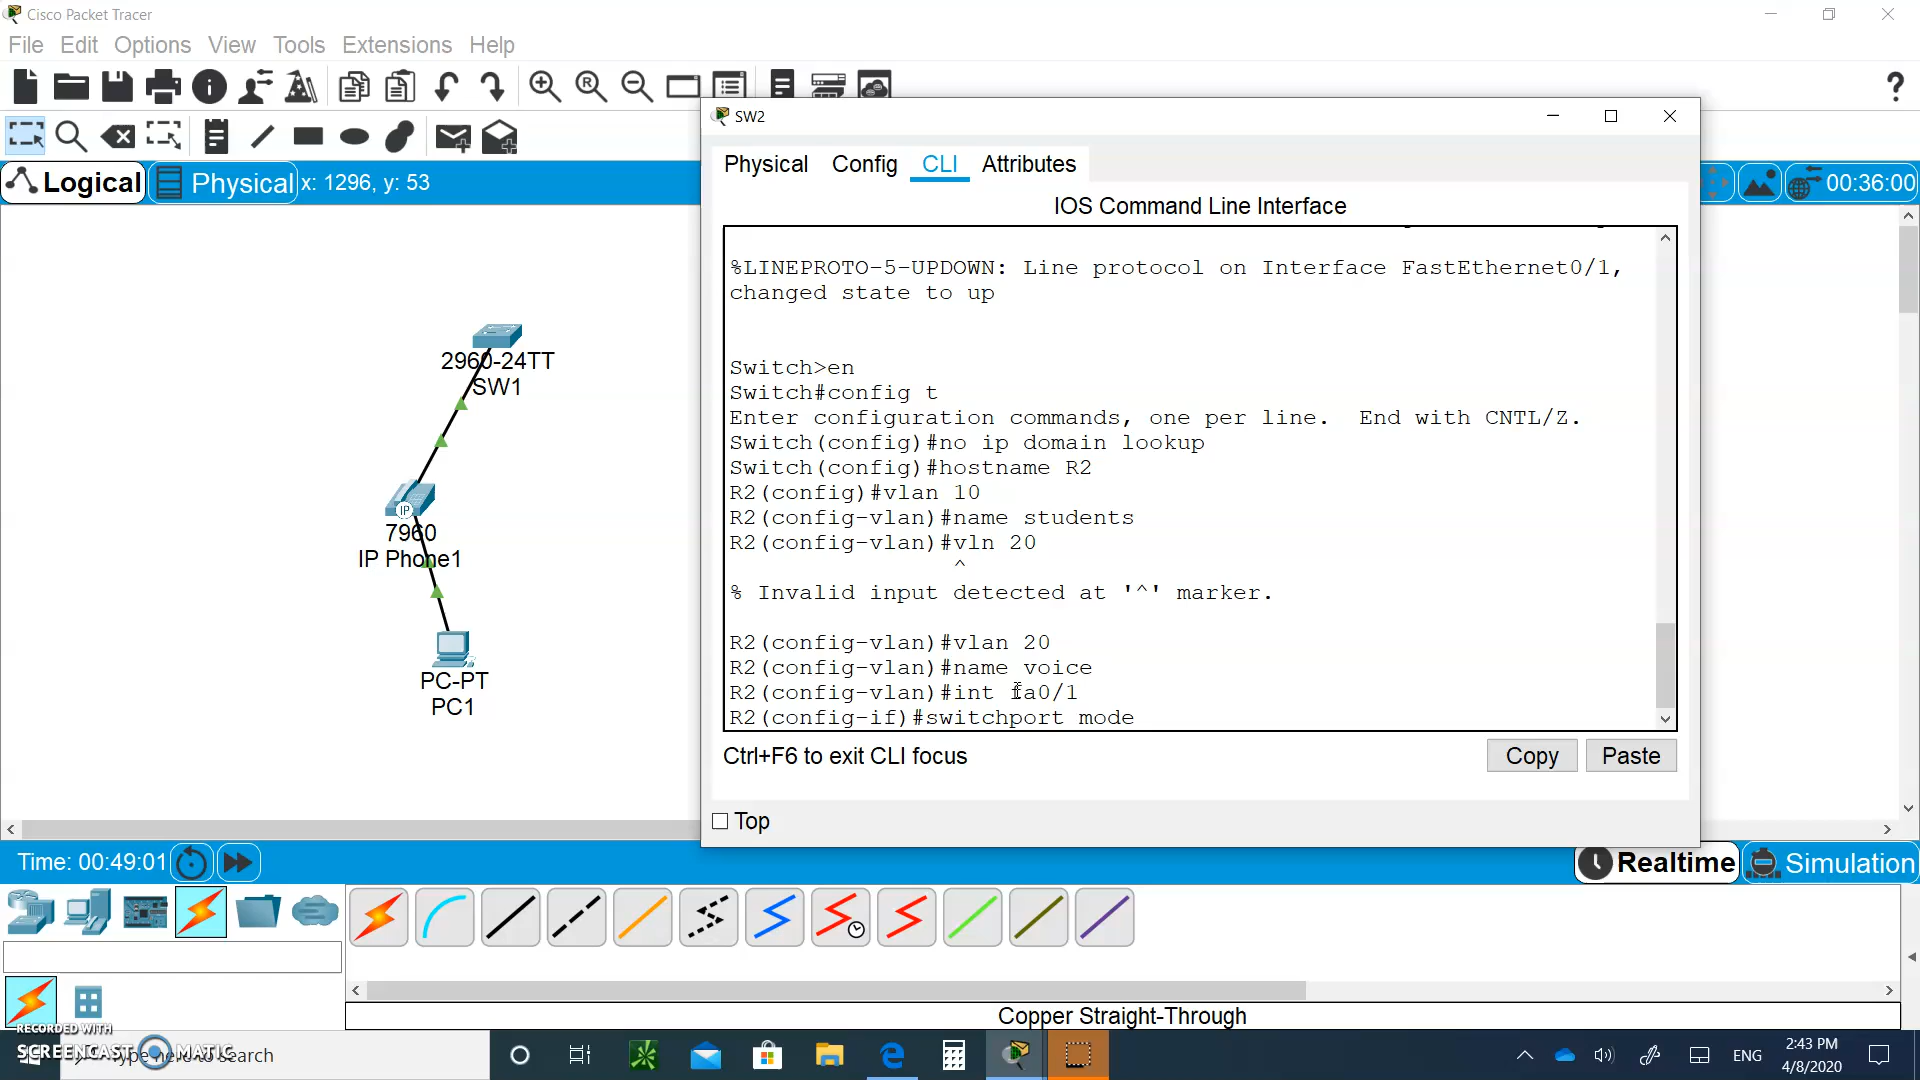 Cisco Packet Tracer
File Edit Options View Tools Extensions Help
SW2
Physical Config CLI Attributes
Logical Physical x: 1296, y: 53
00:36:00
IOS Command Line Interface
%LINEPROTO-5-UPDOWN: Line protocol on Interface FastEthernet0/1,
changed state to up
Switch>en
Switch#config t
Enter configuration commands, one per line. End with CNTL/Z.
Switch(config)#no ip domain lookup
Switch(config)#hostname R2
R2(config)#vlan 10
R2(config-vlan)#name students
R2(config-vlan)#vln 20
^
% Invalid input detected at '^' marker.
R2(config-vlan)#vlan 20
R2(config-vlan)#name voice
R2(config-vlan)#int fa0/1
R2(config-if)#switchport mode
Ctrl+F6 to exit CLI focus
Copy Paste
Top
2960-24TT
SW1
IP
7960
IP Phone1
PC-PT
PC1
Time: 00:49:01
Realtime Simulation
Copper Straight-Through
RECORDED WITH
SCREENCAST MATIC
Type here to search
ENG
2:43 PM
4/8/2020